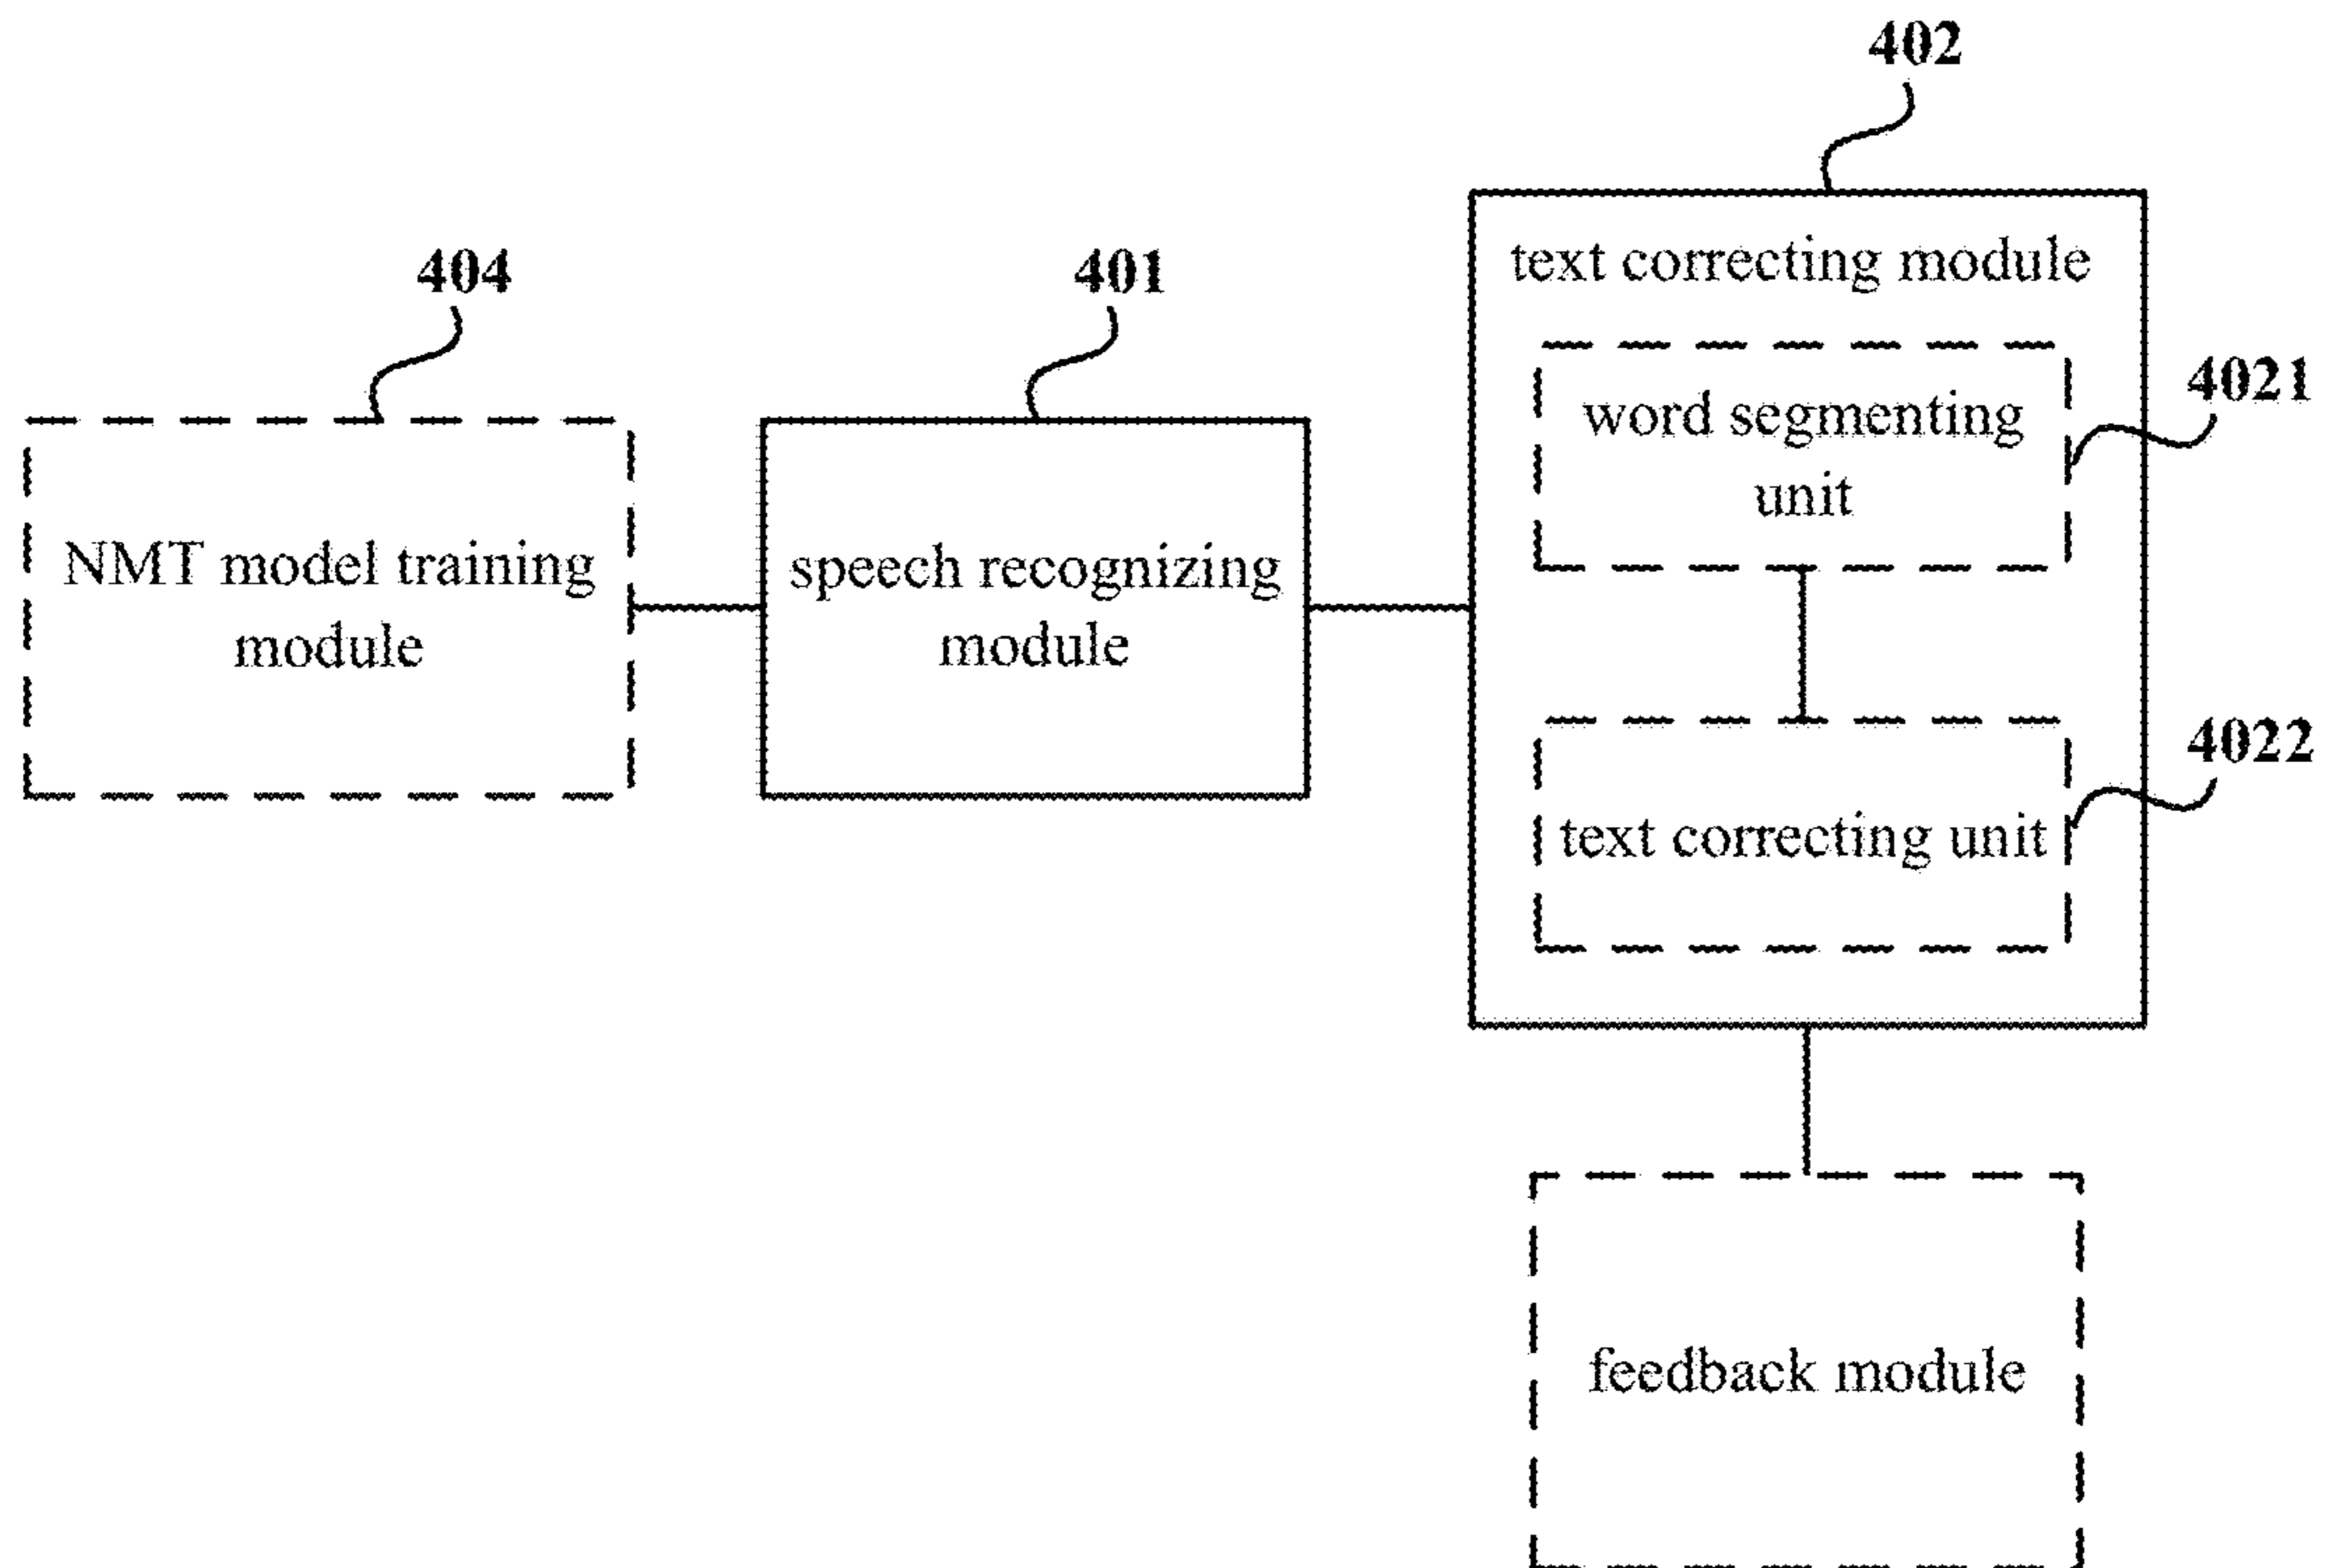 402
404
401
text correcting module
4021
word segmenting
unit
NMT model training
module
speech recognizing
module
4022
text correcting unit
feedback module